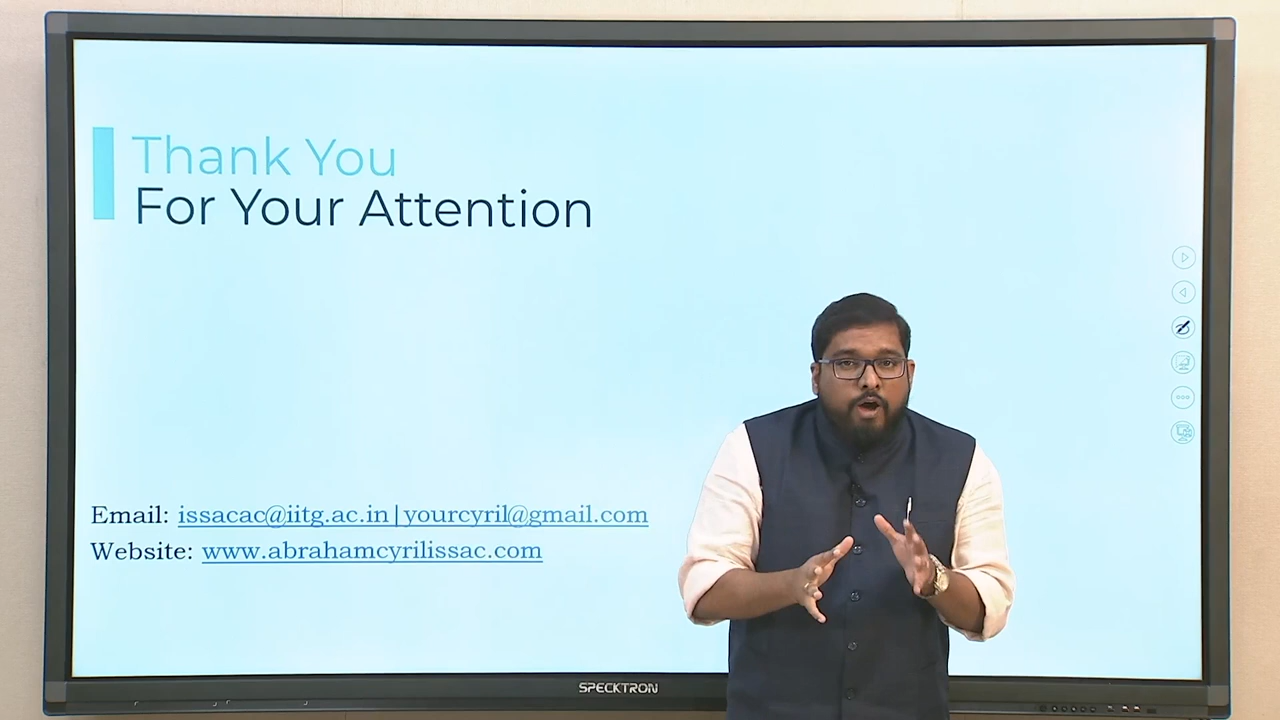 Thank You
For Your Attention
Email: issacac@iitg.ac.in|yourcyril@gmail.com
Website: www.abrahamcyrilissac.com
SPECKTRON